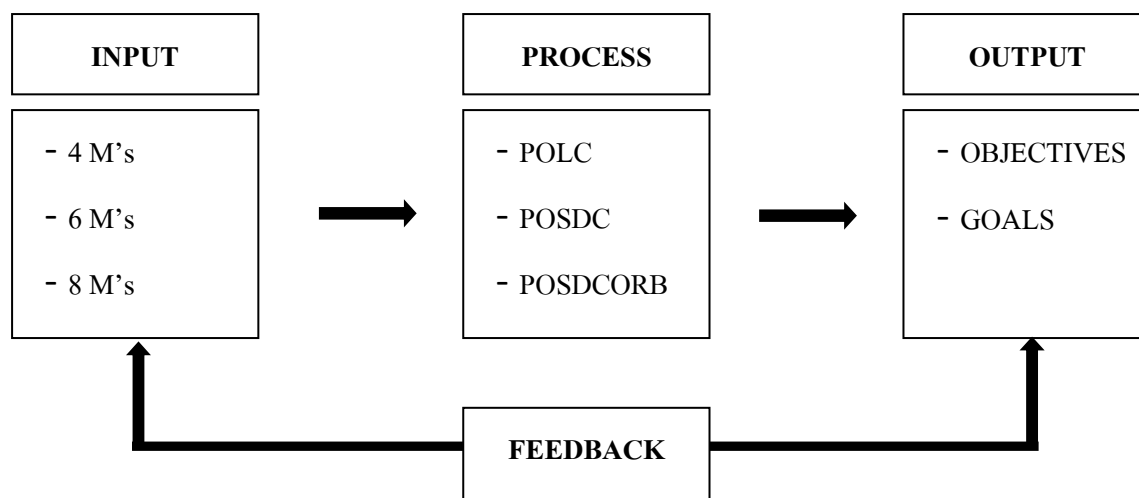 INPUT
PROCESS
OUTPUT
- 4 M’s
- 6 M’s
- 8 M’s
- POLC
- POSDC
- POSDCORB
- OBJECTIVES
- GOALS
FEEDBACK